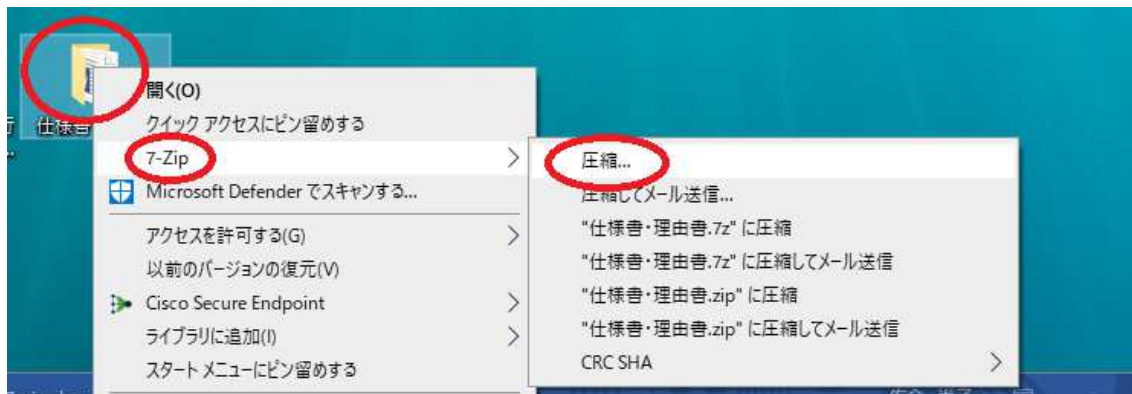 開く(O)
仕様書
クイック アクセスにピン留めする
7-Zip
Microsoft Defender でスキャンする...
アクセスを許可する(G)
以前のバージョンの復元(V)
Cisco Secure Endpoint
ライブラリに追加(I)
スタート メニューにピン留めする
圧縮...
圧縮してメール送信...
"仕様書・理由書.7z" に圧縮
"仕様書・理由書.7z" に圧縮してメール送信
"仕様書・理由書.zip" に圧縮
"仕様書・理由書.zip" に圧縮してメール送信
CRC SHA